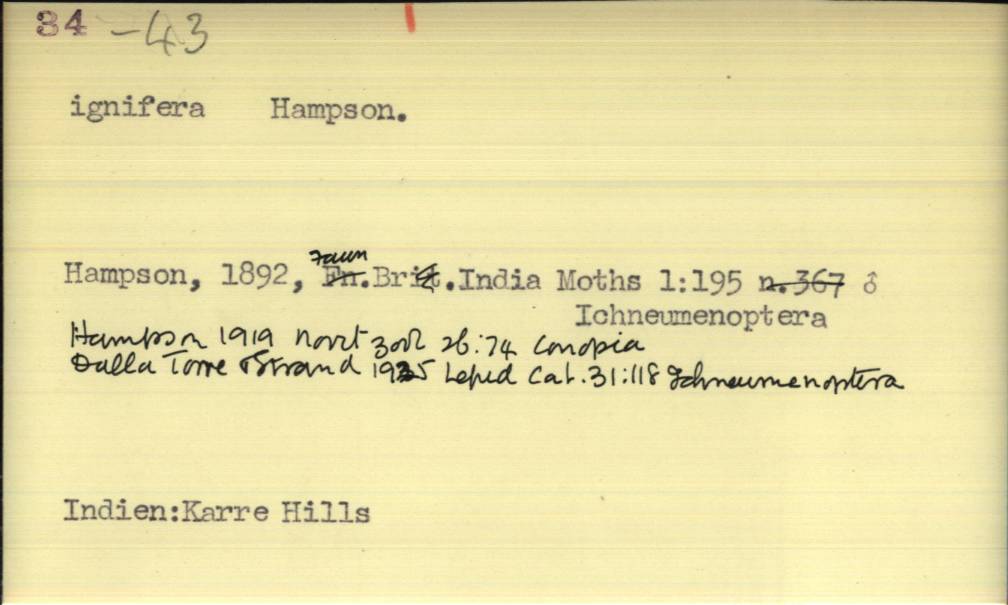 34 -43
ignifera Hampson.
Faun
Hampson, 1892, Fn. Brit. India Moths 1:195 n. 367 ♂
Ichneumenoptera
Hampson 1919 Novit Zool 26:74 Conopia
Dalla Torre & Strand 1925 Lepid Cat. 31:118 Ichneumenoptera
Indien:Karre Hills